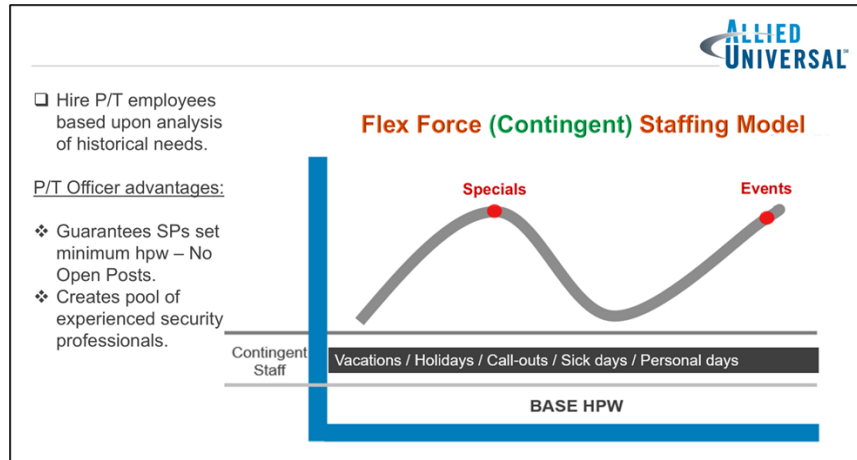 ALLIED
UNIVERSAL™
❑ Hire P/T employees
based upon analysis
of historical needs.
P/T Officer advantages:
❖ Guarantees SPs set
minimum hpw – No
Open Posts.
❖ Creates pool of
experienced security
professionals.
Flex Force (Contingent) Staffing Model
Specials
Events
Contingent
Staff
Vacations / Holidays / Call-outs / Sick days / Personal days
BASE HPW